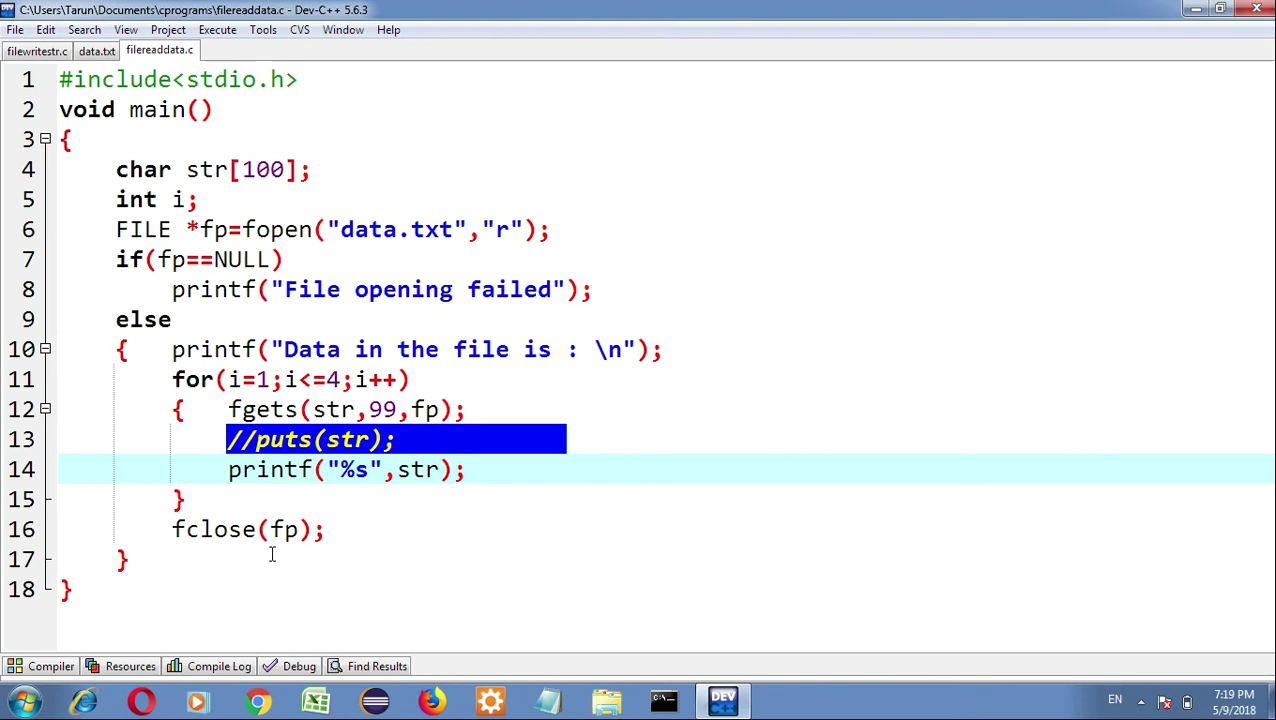 C:\Users\Tarun\Documents\cprograms\filereaddata.c - Dev-C++ 5.6.3
File Edit Search View Project Execute Tools CVS Window Help
filewritestr.c data.txt filereaddata.c
1 #include<stdio.h>
2 void main()
3 {
4 char str[100];
5 int i;
6 FILE *fp=fopen("data.txt","r");
7 if(fp==NULL)
8 printf("File opening failed");
9 else
10 { printf("Data in the file is : \n");
11 for(i=1;i<=4;i++)
12 { fgets(str,99,fp);
13 //puts(str);
14 printf("%s",str);
15 }
16 fclose(fp);
17 }
18 }
Compiler Resources Compile Log Debug Find Results
DEV C++ EN 7:19 PM
5/9/2018